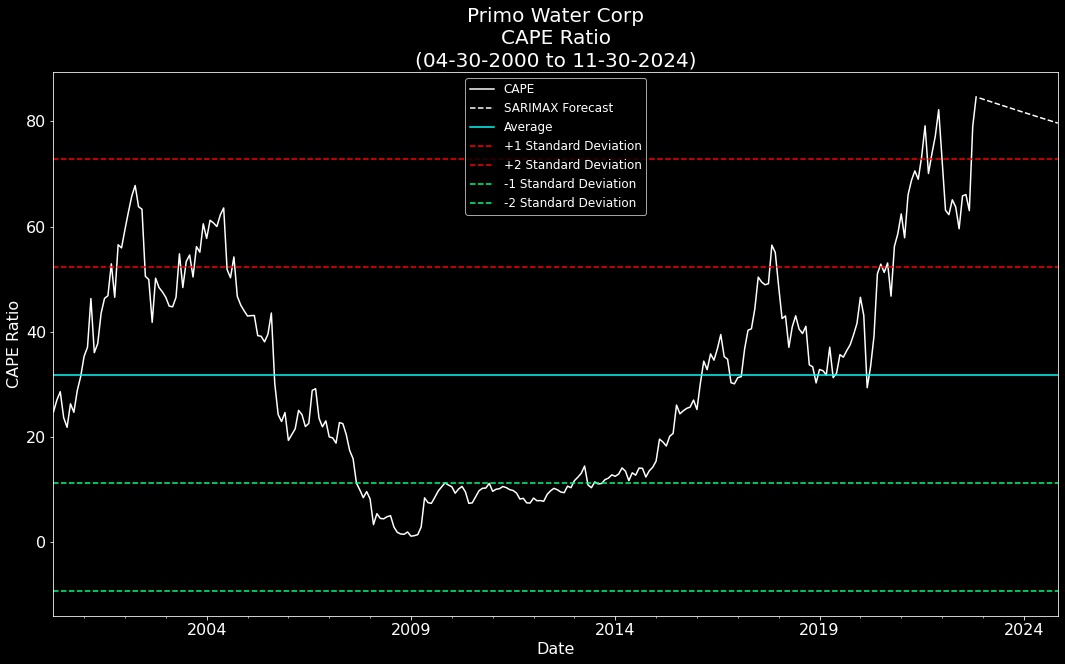 Primo Water Corp
CAPE Ratio
(04-30-2000 to 11-30-2024)
CAPE
SARIMAX Forecast
Average
+1 Standard Deviation
+2 Standard Deviation
-1 Standard Deviation
-2 Standard Deviation
CAPE Ratio
80
60
40
20
0
2004
2009
2014
2019
2024
Date